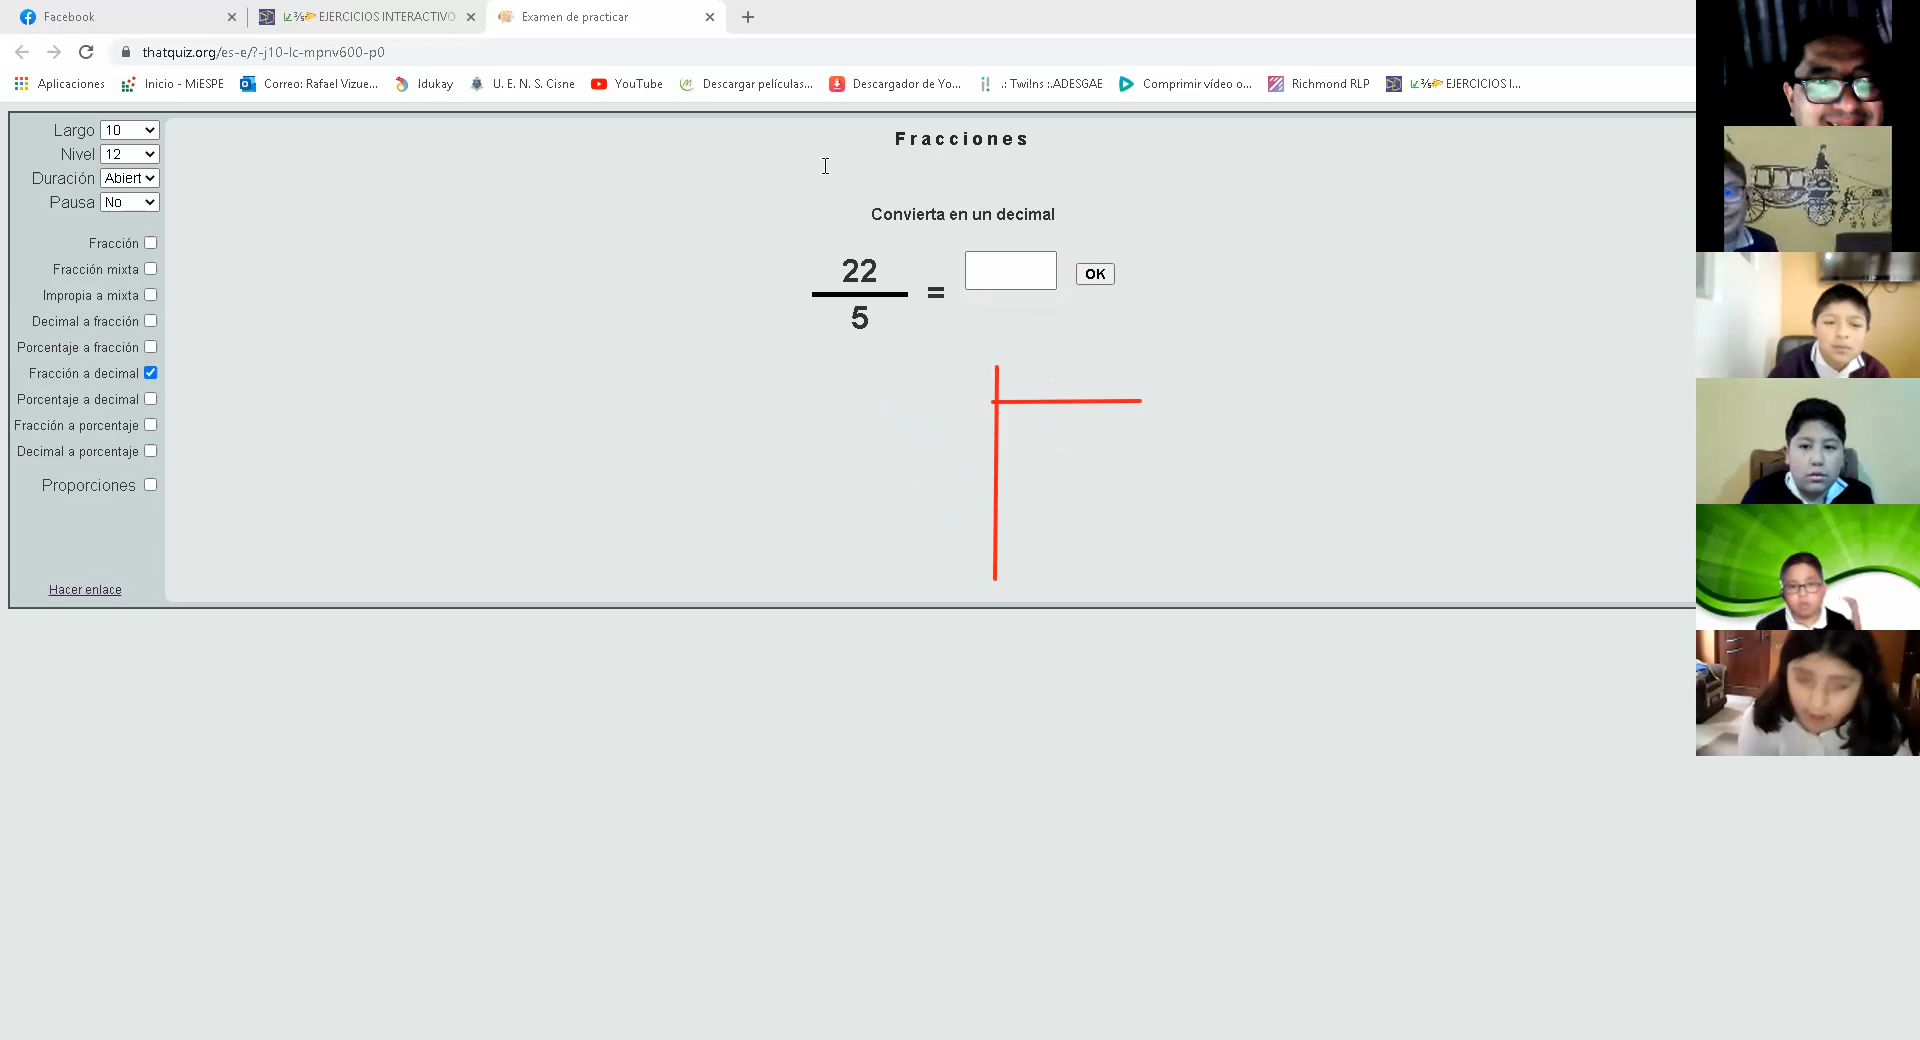 Facebook
EJERCICIOS INTERACTIVO
Examen de practicar
thatquiz.org/es-e/?-j10-lc-mpnv600-p0
Aplicaciones
Inicio - MiESPE
Correo: Rafael Vizue...
Idukay
U. E. N. S. Cisne
YouTube
Descargar películas...
Descargador de Yo...
.: Twi!ns :.ADESGAE
Comprimir vídeo o...
Richmond RLP
EJERCICIOS I...
Largo 10
Nivel 12
Duración Abiert
Pausa No
Fracción
Fracción mixta
Impropia a mixta
Decimal a fracción
Porcentaje a fracción
Fracción a decimal
Porcentaje a decimal
Fracción a porcentaje
Decimal a porcentaje
Proporciones
Hacer enlace
Fracciones
Convierta en un decimal
22
5
=
OK